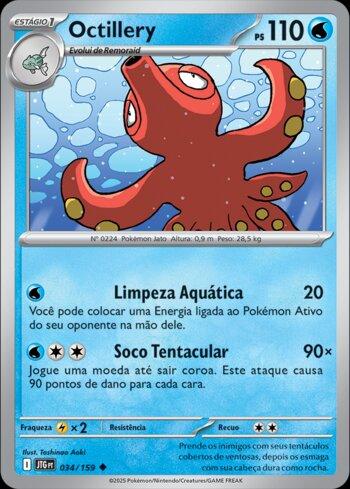 ESTÁGIO 1
Octillery
PS 110
Evolui de Remoraid
Nº 0224 Pokémon Jato Altura: 0,9 m Peso: 28,5 kg
Limpeza Aquática 20
Você pode colocar uma Energia ligada ao Pokémon Ativo
do seu oponente na mão dele.
Soco Tentacular 90×
Jogue uma moeda até sair coroa. Este ataque causa
90 pontos de dano para cada cara.
Fraqueza ×2 Resistência Recuo
Prende os oponentes com seus tentáculos
cobertos por ventosas, depois os esmaga
com sua cabeça dura como rocha.
Ilust. Tashinao Aoki
I JTG PT 034/159
©2025 Pokémon/Nintendo/Creatures/GAME FREAK